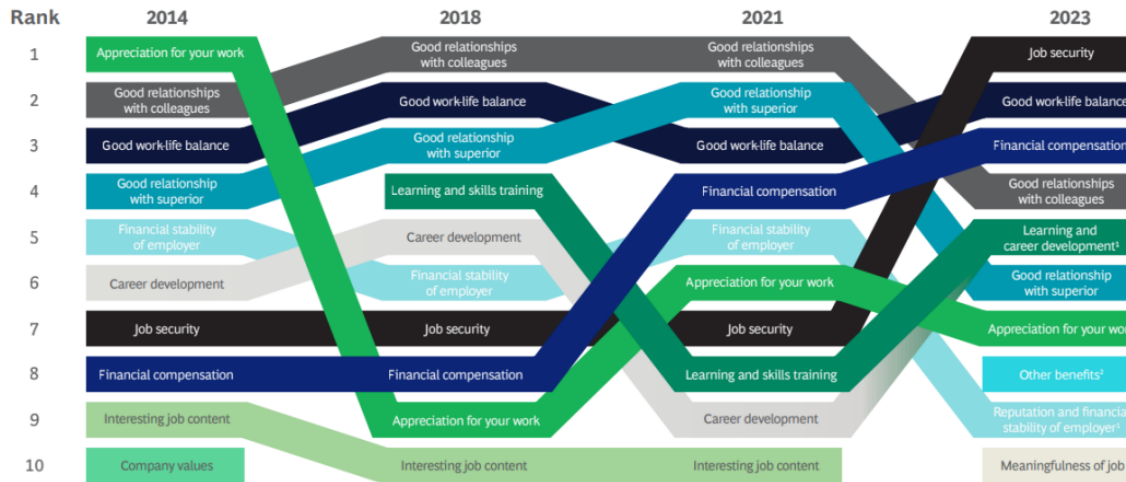 Rank 2014 2018 2021 2023
1
Appreciation for your work
Good relationships
with colleagues
Good relationships
with colleagues
Job security
2
Good relationships
with colleagues
Good work-life balance
Good relationship
with superior
Good work-life balance
3
Good work-life balance
Good relationship
with superior
Good work-life balance
Financial compensation
4
Good relationship
with superior
Learning and skills training
Financial compensation
Good relationships
with colleagues
5
Financial stability
of employer
Career development
Financial stability
of employer
Learning and
career development¹
6
Career development
Financial stability
of employer
Appreciation for your work
Good relationship
with superior
7
Job security
Job security
Job security
Appreciation for your wor
8
Financial compensation
Financial compensation
Learning and skills training
Other benefits²
9
Interesting job content
Appreciation for your work
Career development
Reputation and financia
stability of employer¹
10
Company values
Interesting job content
Interesting job content
Meaningfulness of job